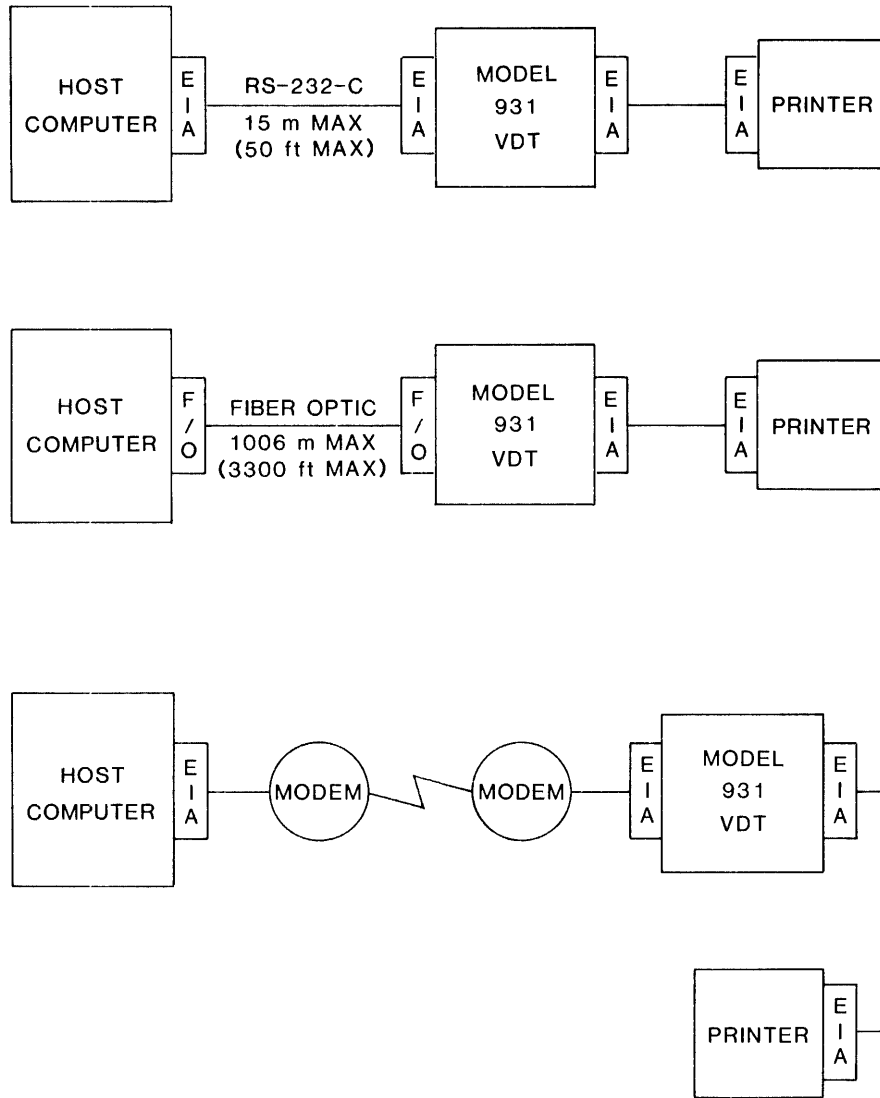 HOST
COMPUTER
E
I
A
RS-232-C
15 m MAX
(50 ft MAX)
E
I
A
MODEL
931
VDT
E
I
A
E
I
A
PRINTER
HOST
COMPUTER
F
/
O
FIBER OPTIC
1006 m MAX
(3300 ft MAX)
F
/
O
MODEL
931
VDT
E
I
A
E
I
A
PRINTER
HOST
COMPUTER
E
I
A
MODEM
MODEM
E
I
A
MODEL
931
VDT
E
I
A
PRINTER
E
I
A